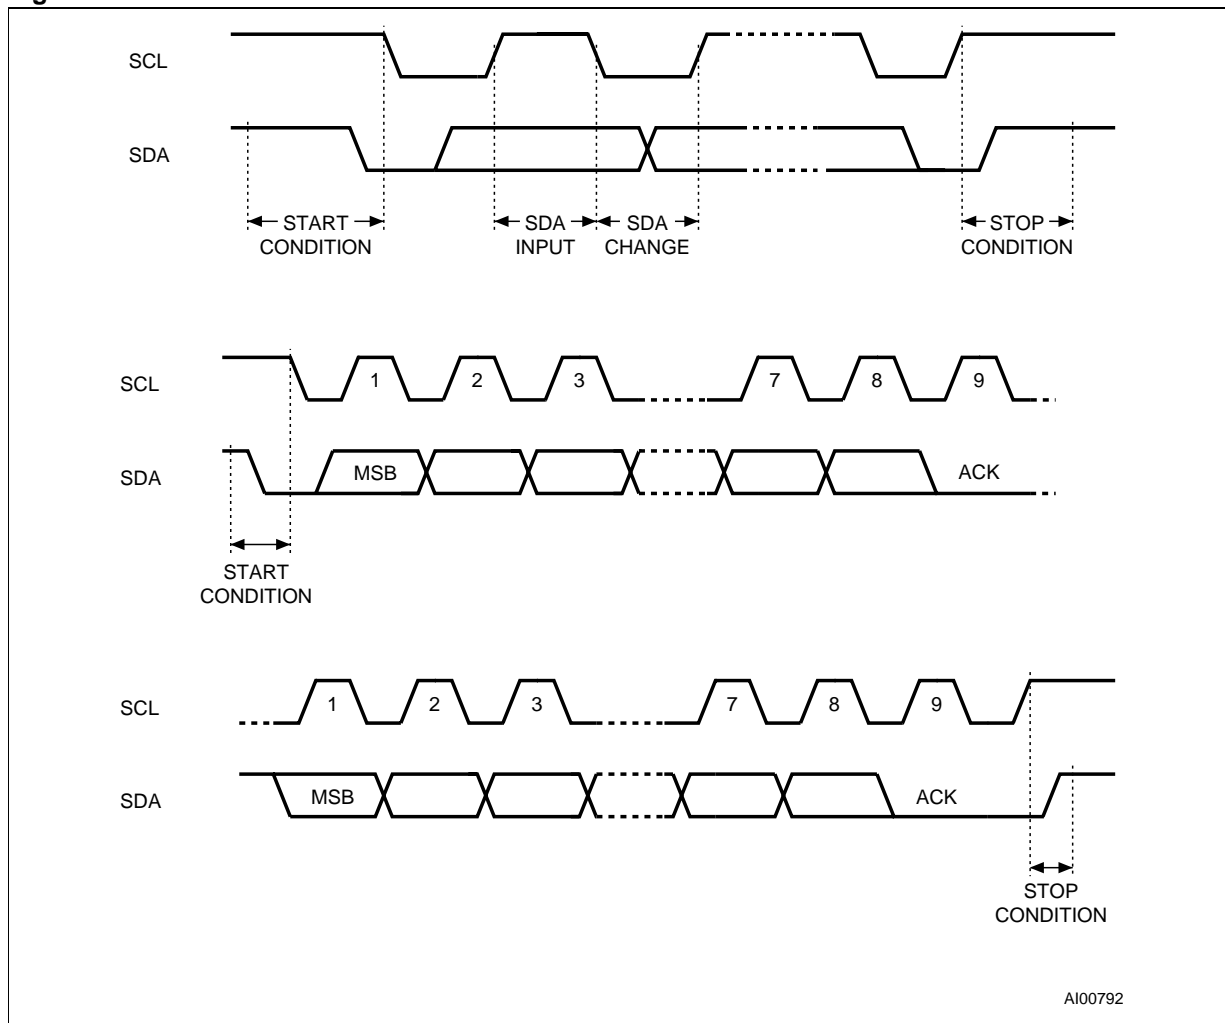 SCL
SDA
START
CONDITION
SDA
INPUT
SDA
CHANGE
STOP
CONDITION
SCL
1 2 3 7 8 9
SDA
MSB
ACK
START
CONDITION
SCL
1 2 3 7 8 9
SDA
MSB
ACK
STOP
CONDITION
AI00792